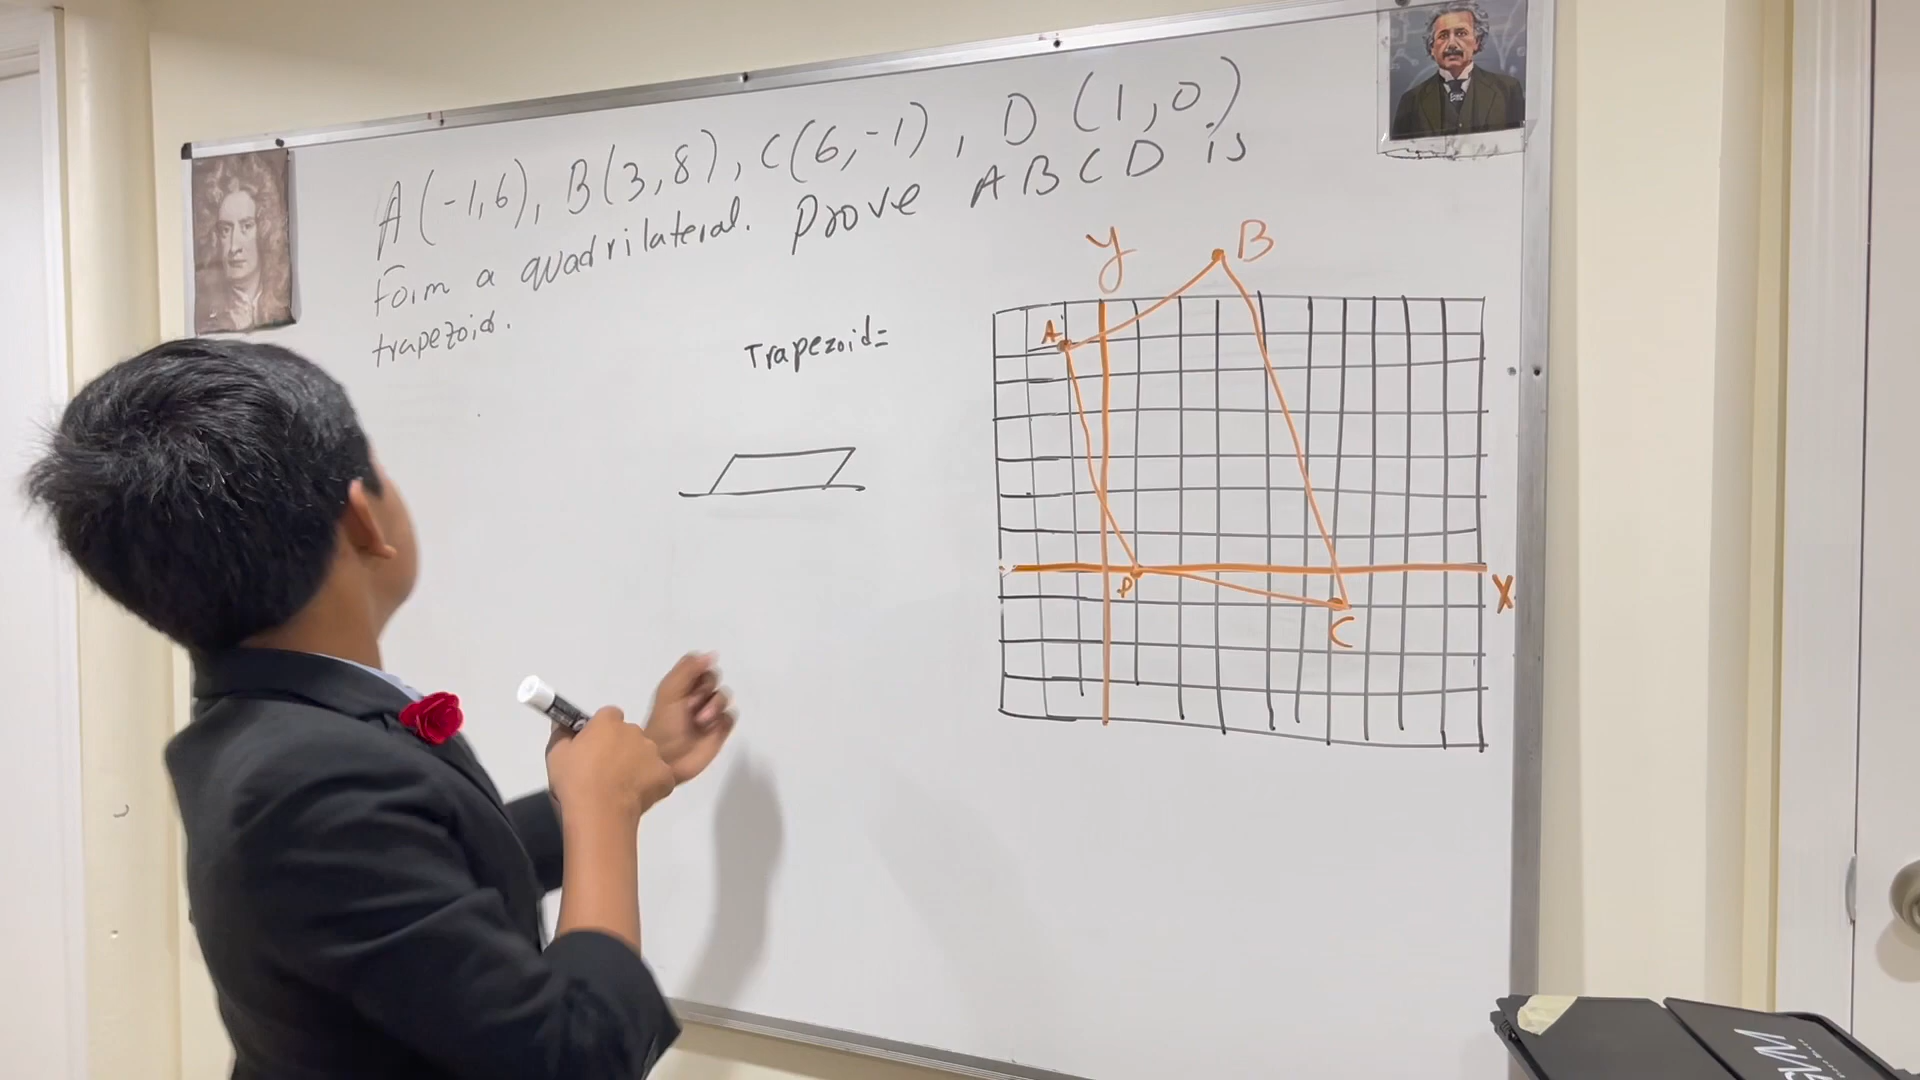 A(-1,6), B(3,8), C(6,-1), D(1,0)
Form a quadrilateral. Prove ABCD is
trapezoid.
Trapezoid=
y
B
A
D
X
C